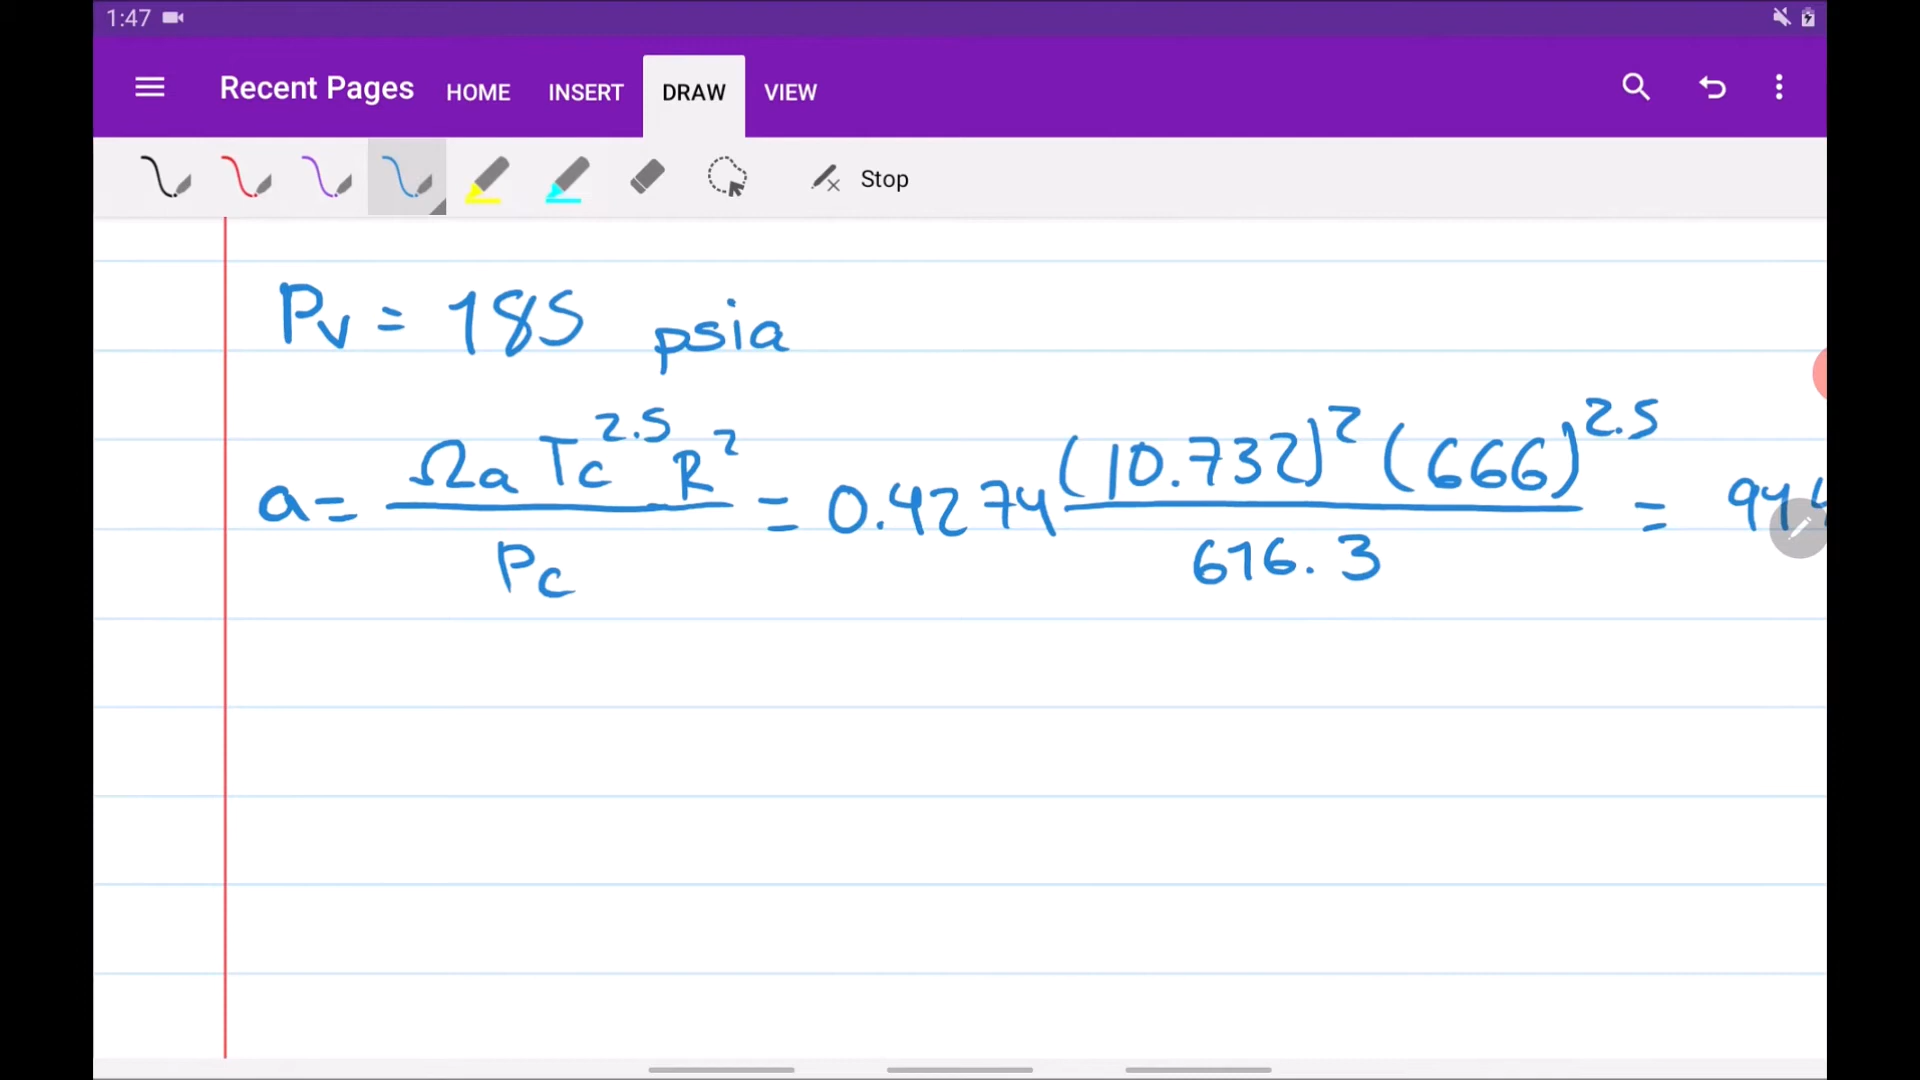 1:47
Recent Pages HOME INSERT DRAW VIEW
Stop
Pv = 185 psia
a = Ωa Tc^2.5 R^2 / Pc = 0.4274 (10.732)^2 (666)^2.5 / 616.3 = 944